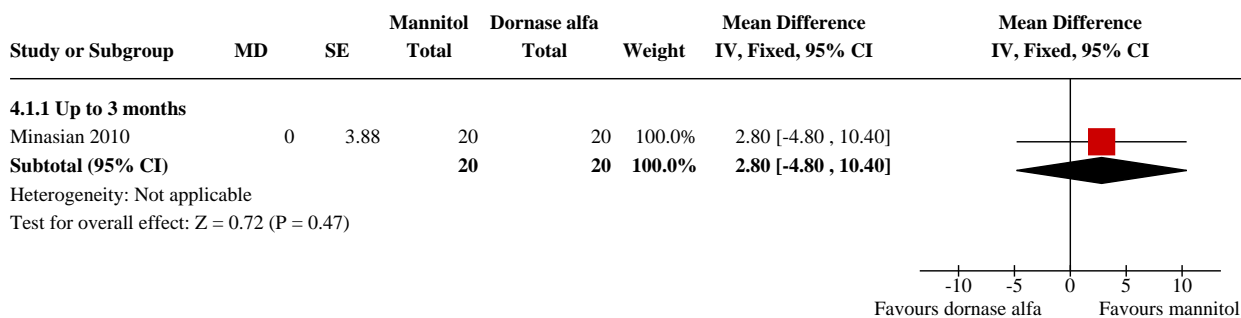 Mannitol Dornase alfa Mean Difference Mean Difference
Study or Subgroup MD SE Total Total Weight IV, Fixed, 95% CI IV, Fixed, 95% CI
4.1.1 Up to 3 months
Minasian 2010 0 3.88 20 20 100.0% 2.80 [-4.80 , 10.40]
Subtotal (95% CI) 20 20 100.0% 2.80 [-4.80 , 10.40]
Heterogeneity: Not applicable
Test for overall effect: Z = 0.72 (P = 0.47)
-10 -5 0 5 10
Favours dornase alfa Favours mannitol